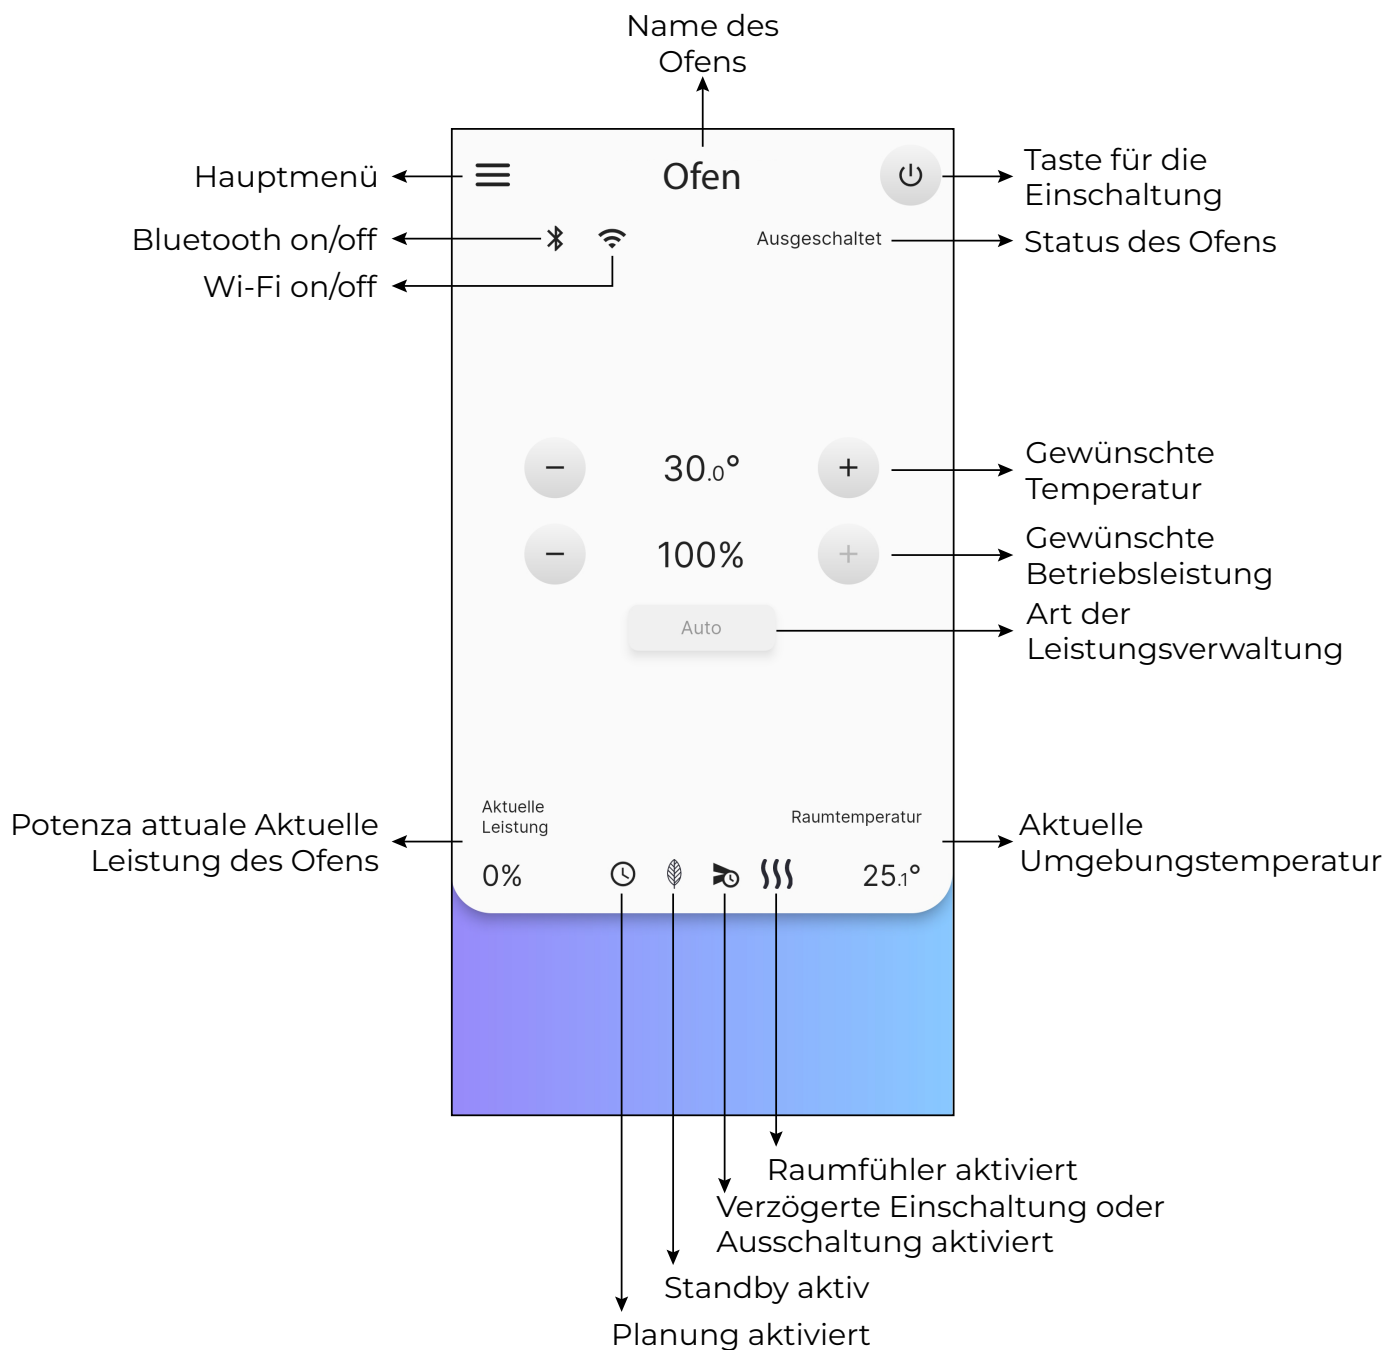 Name des
Ofens
Hauptmenü
Ofen
Taste für die
Einschaltung
Bluetooth on/off
Ausgeschaltet
Status des Ofens
Wi-Fi on/off
− 30.0° +
Gewünschte
Temperatur
− 100% +
Gewünschte
Betriebsleistung
Auto
Art der
Leistungsverwaltung
Aktuelle
Leistung
Raumtemperatur
Potenza attuale Aktuelle
Leistung des Ofens
Aktuelle
Umgebungstemperatur
0%
25.1°
Raumfühler aktiviert
Verzögerte Einschaltung oder
Ausschaltung aktiviert
Standby aktiv
Planung aktiviert